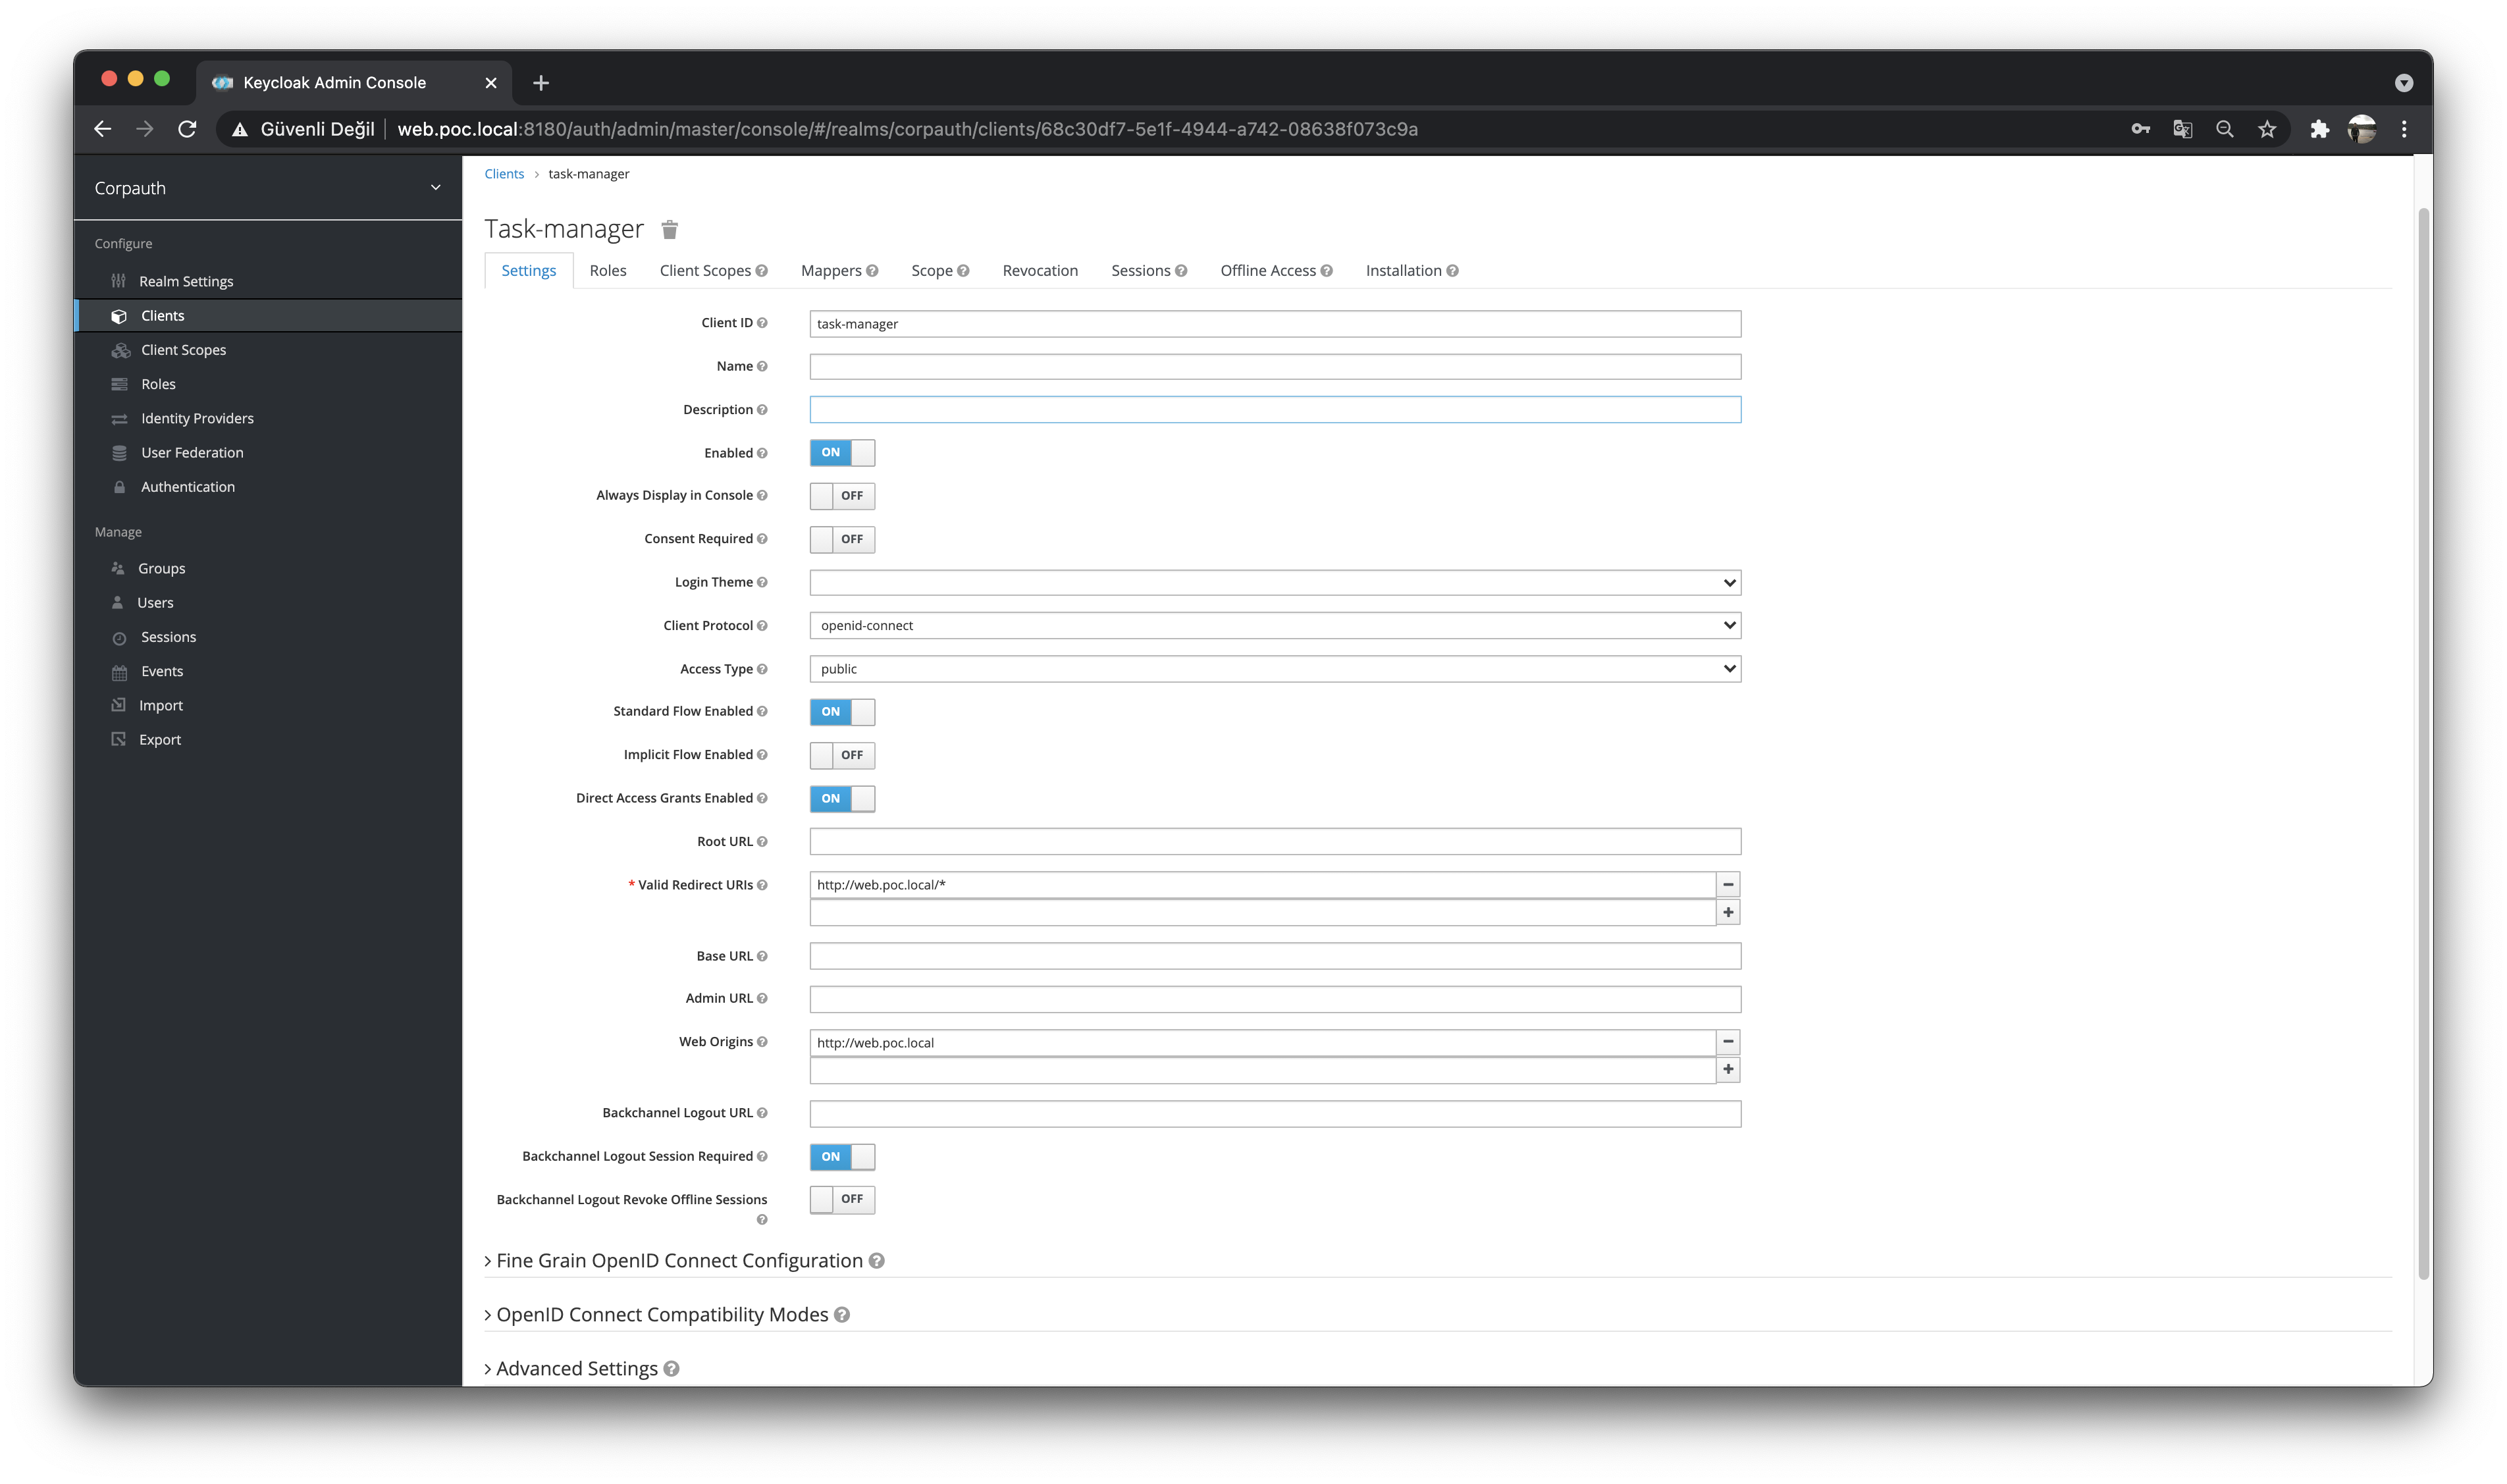 Keycloak Admin Console
Güvenli Değil | web.poc.local:8180/auth/admin/master/console/#/realms/corpauth/clients/68c30df7-5e1f-4944-a742-08638f073c9a
Corpauth
Configure
Realm Settings
Clients
Client Scopes
Roles
Identity Providers
User Federation
Authentication
Manage
Groups
Users
Sessions
Events
Import
Export
Clients > task-manager
Task-manager
Settings Roles Client Scopes Mappers Scope Revocation Sessions Offline Access Installation
Client ID task-manager
Name
Description
Enabled ON
Always Display in Console OFF
Consent Required OFF
Login Theme
Client Protocol openid-connect
Access Type public
Standard Flow Enabled ON
Implicit Flow Enabled OFF
Direct Access Grants Enabled ON
Root URL
* Valid Redirect URIs http://web.poc.local/*
Base URL
Admin URL
Web Origins http://web.poc.local
Backchannel Logout URL
Backchannel Logout Session Required ON
Backchannel Logout Revoke Offline Sessions OFF
Fine Grain OpenID Connect Configuration
OpenID Connect Compatibility Modes
Advanced Settings